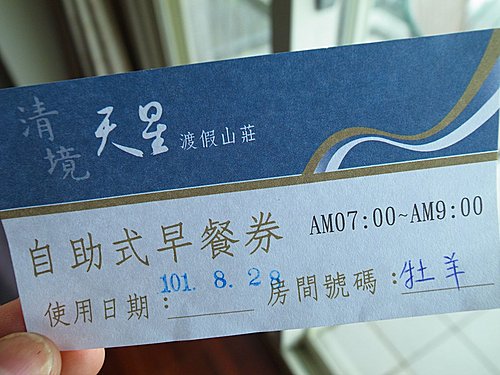 清境 天星 渡假山莊
自助式早餐券 AM07:00~AM9:00
使用日期：101. 8. 28 房間號碼：牡羊